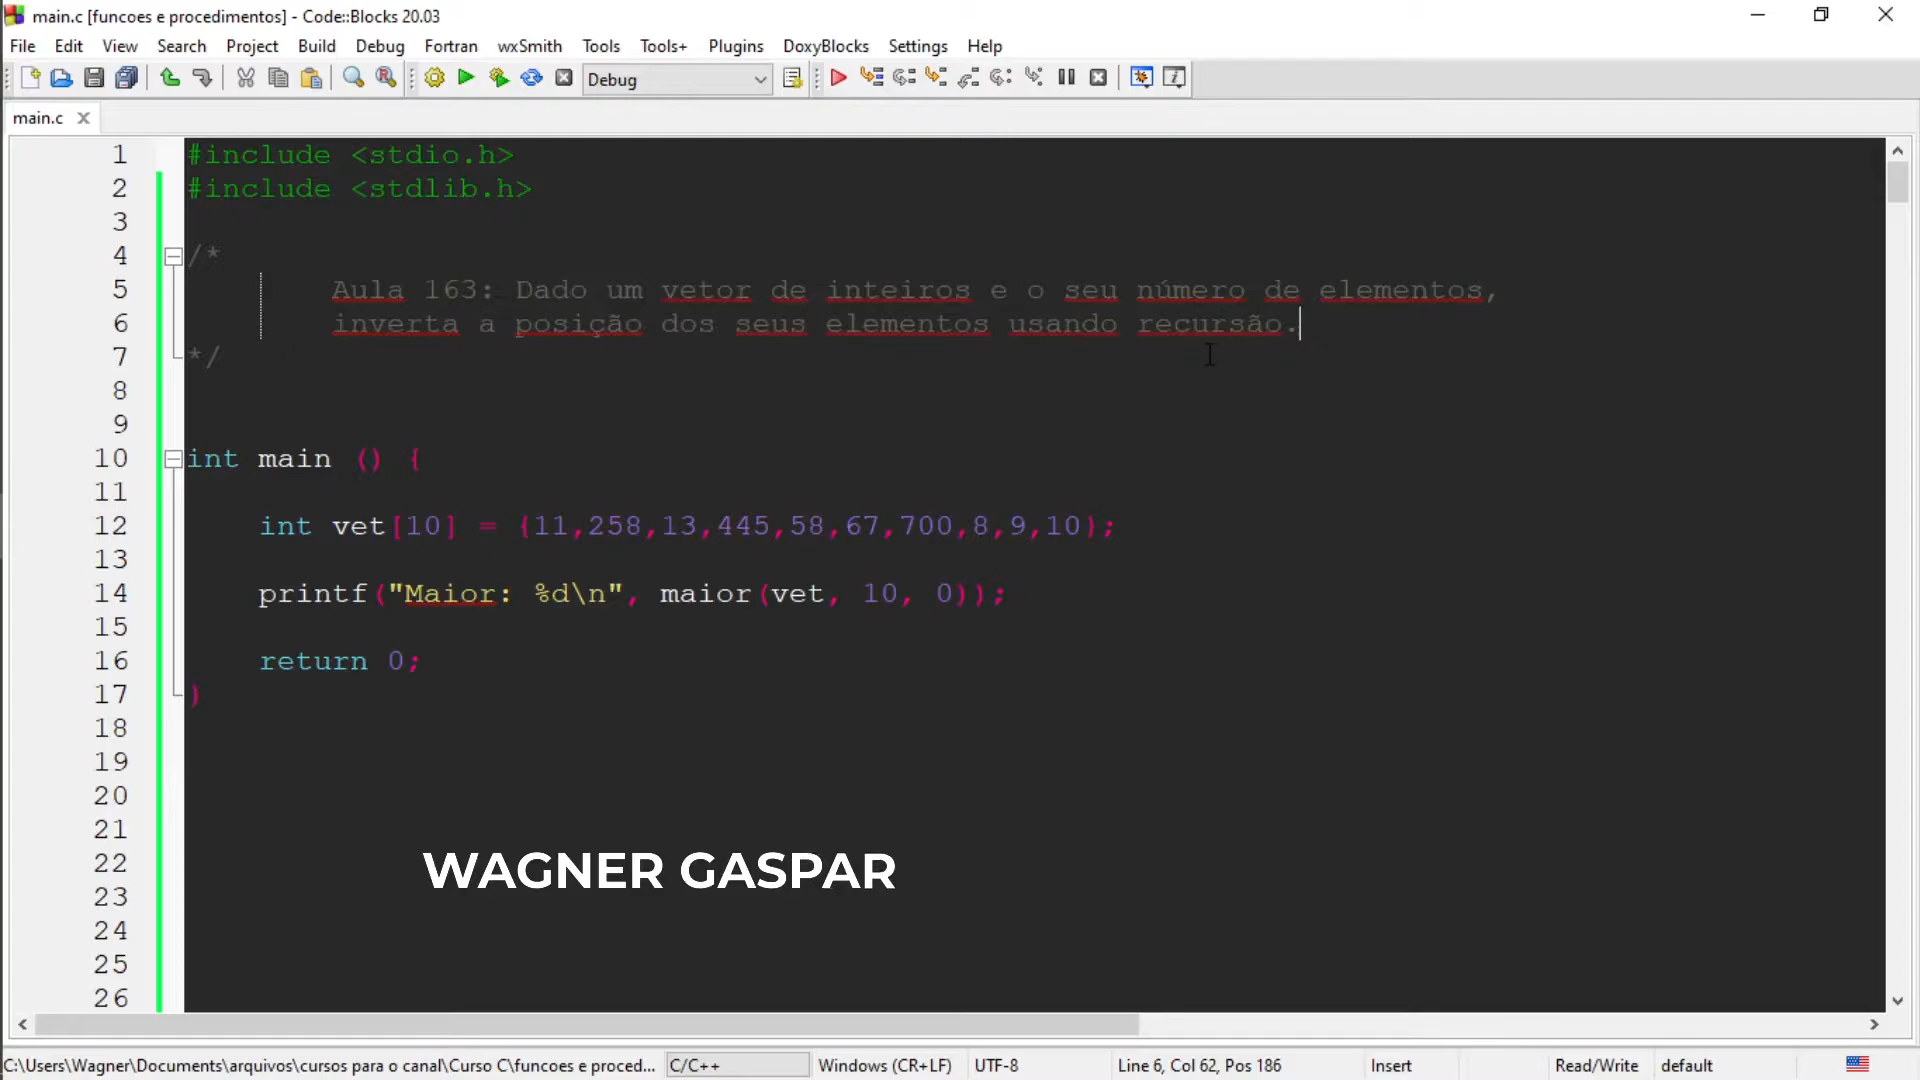 main.c [funcoes e procedimentos] - Code::Blocks 20.03
File Edit View Search Project Build Debug Fortran wxSmith Tools Tools+ Plugins DoxyBlocks Settings Help
Debug
main.c
1 #include <stdio.h>
2 #include <stdlib.h>
3
4 /*
5 Aula 163: Dado um vetor de inteiros e o seu número de elementos,
6 inverta a posição dos seus elementos usando recursão.
7 */
8
9
10 int main () {
11
12 int vet[10] = {11,258,13,445,58,67,700,8,9,10};
13
14 printf("Maior: %d\n", maior(vet, 10, 0));
15
16 return 0;
17 }
18
19
20
21
22
WAGNER GASPAR
23
24
25
26
C:\Users\Wagner\Documents\arquivos\cursos para o canal\Curso C\funcoes e proced... C/C++ Windows (CR+LF) UTF-8 Line 6, Col 62, Pos 186 Insert Read/Write default